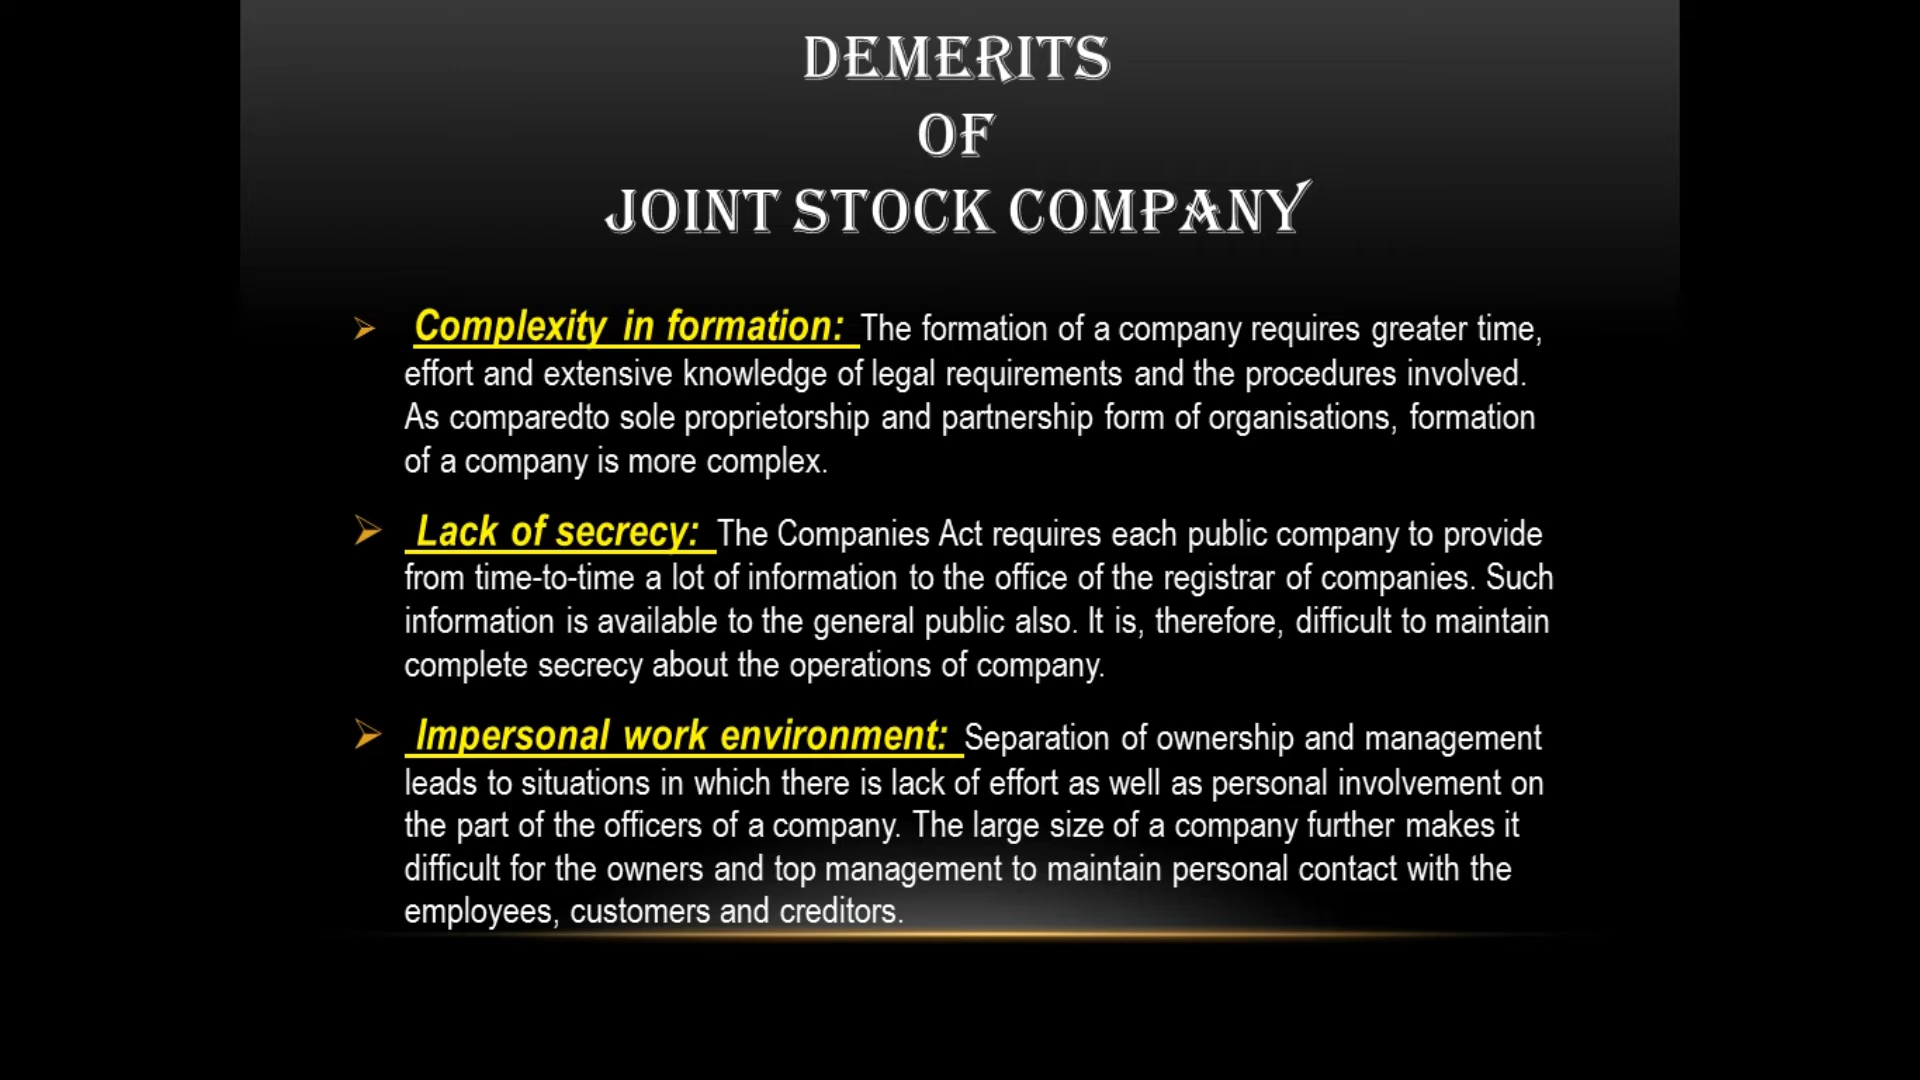 DEMERITS
OF
JOINT STOCK COMPANY
➢ Complexity in formation: The formation of a company requires greater time,
effort and extensive knowledge of legal requirements and the procedures involved.
As comparedto sole proprietorship and partnership form of organisations, formation
of a company is more complex.
➢ Lack of secrecy: The Companies Act requires each public company to provide
from time-to-time a lot of information to the office of the registrar of companies. Such
information is available to the general public also. It is, therefore, difficult to maintain
complete secrecy about the operations of company.
➢ Impersonal work environment: Separation of ownership and management
leads to situations in which there is lack of effort as well as personal involvement on
the part of the officers of a company. The large size of a company further makes it
difficult for the owners and top management to maintain personal contact with the
employees, customers and creditors.